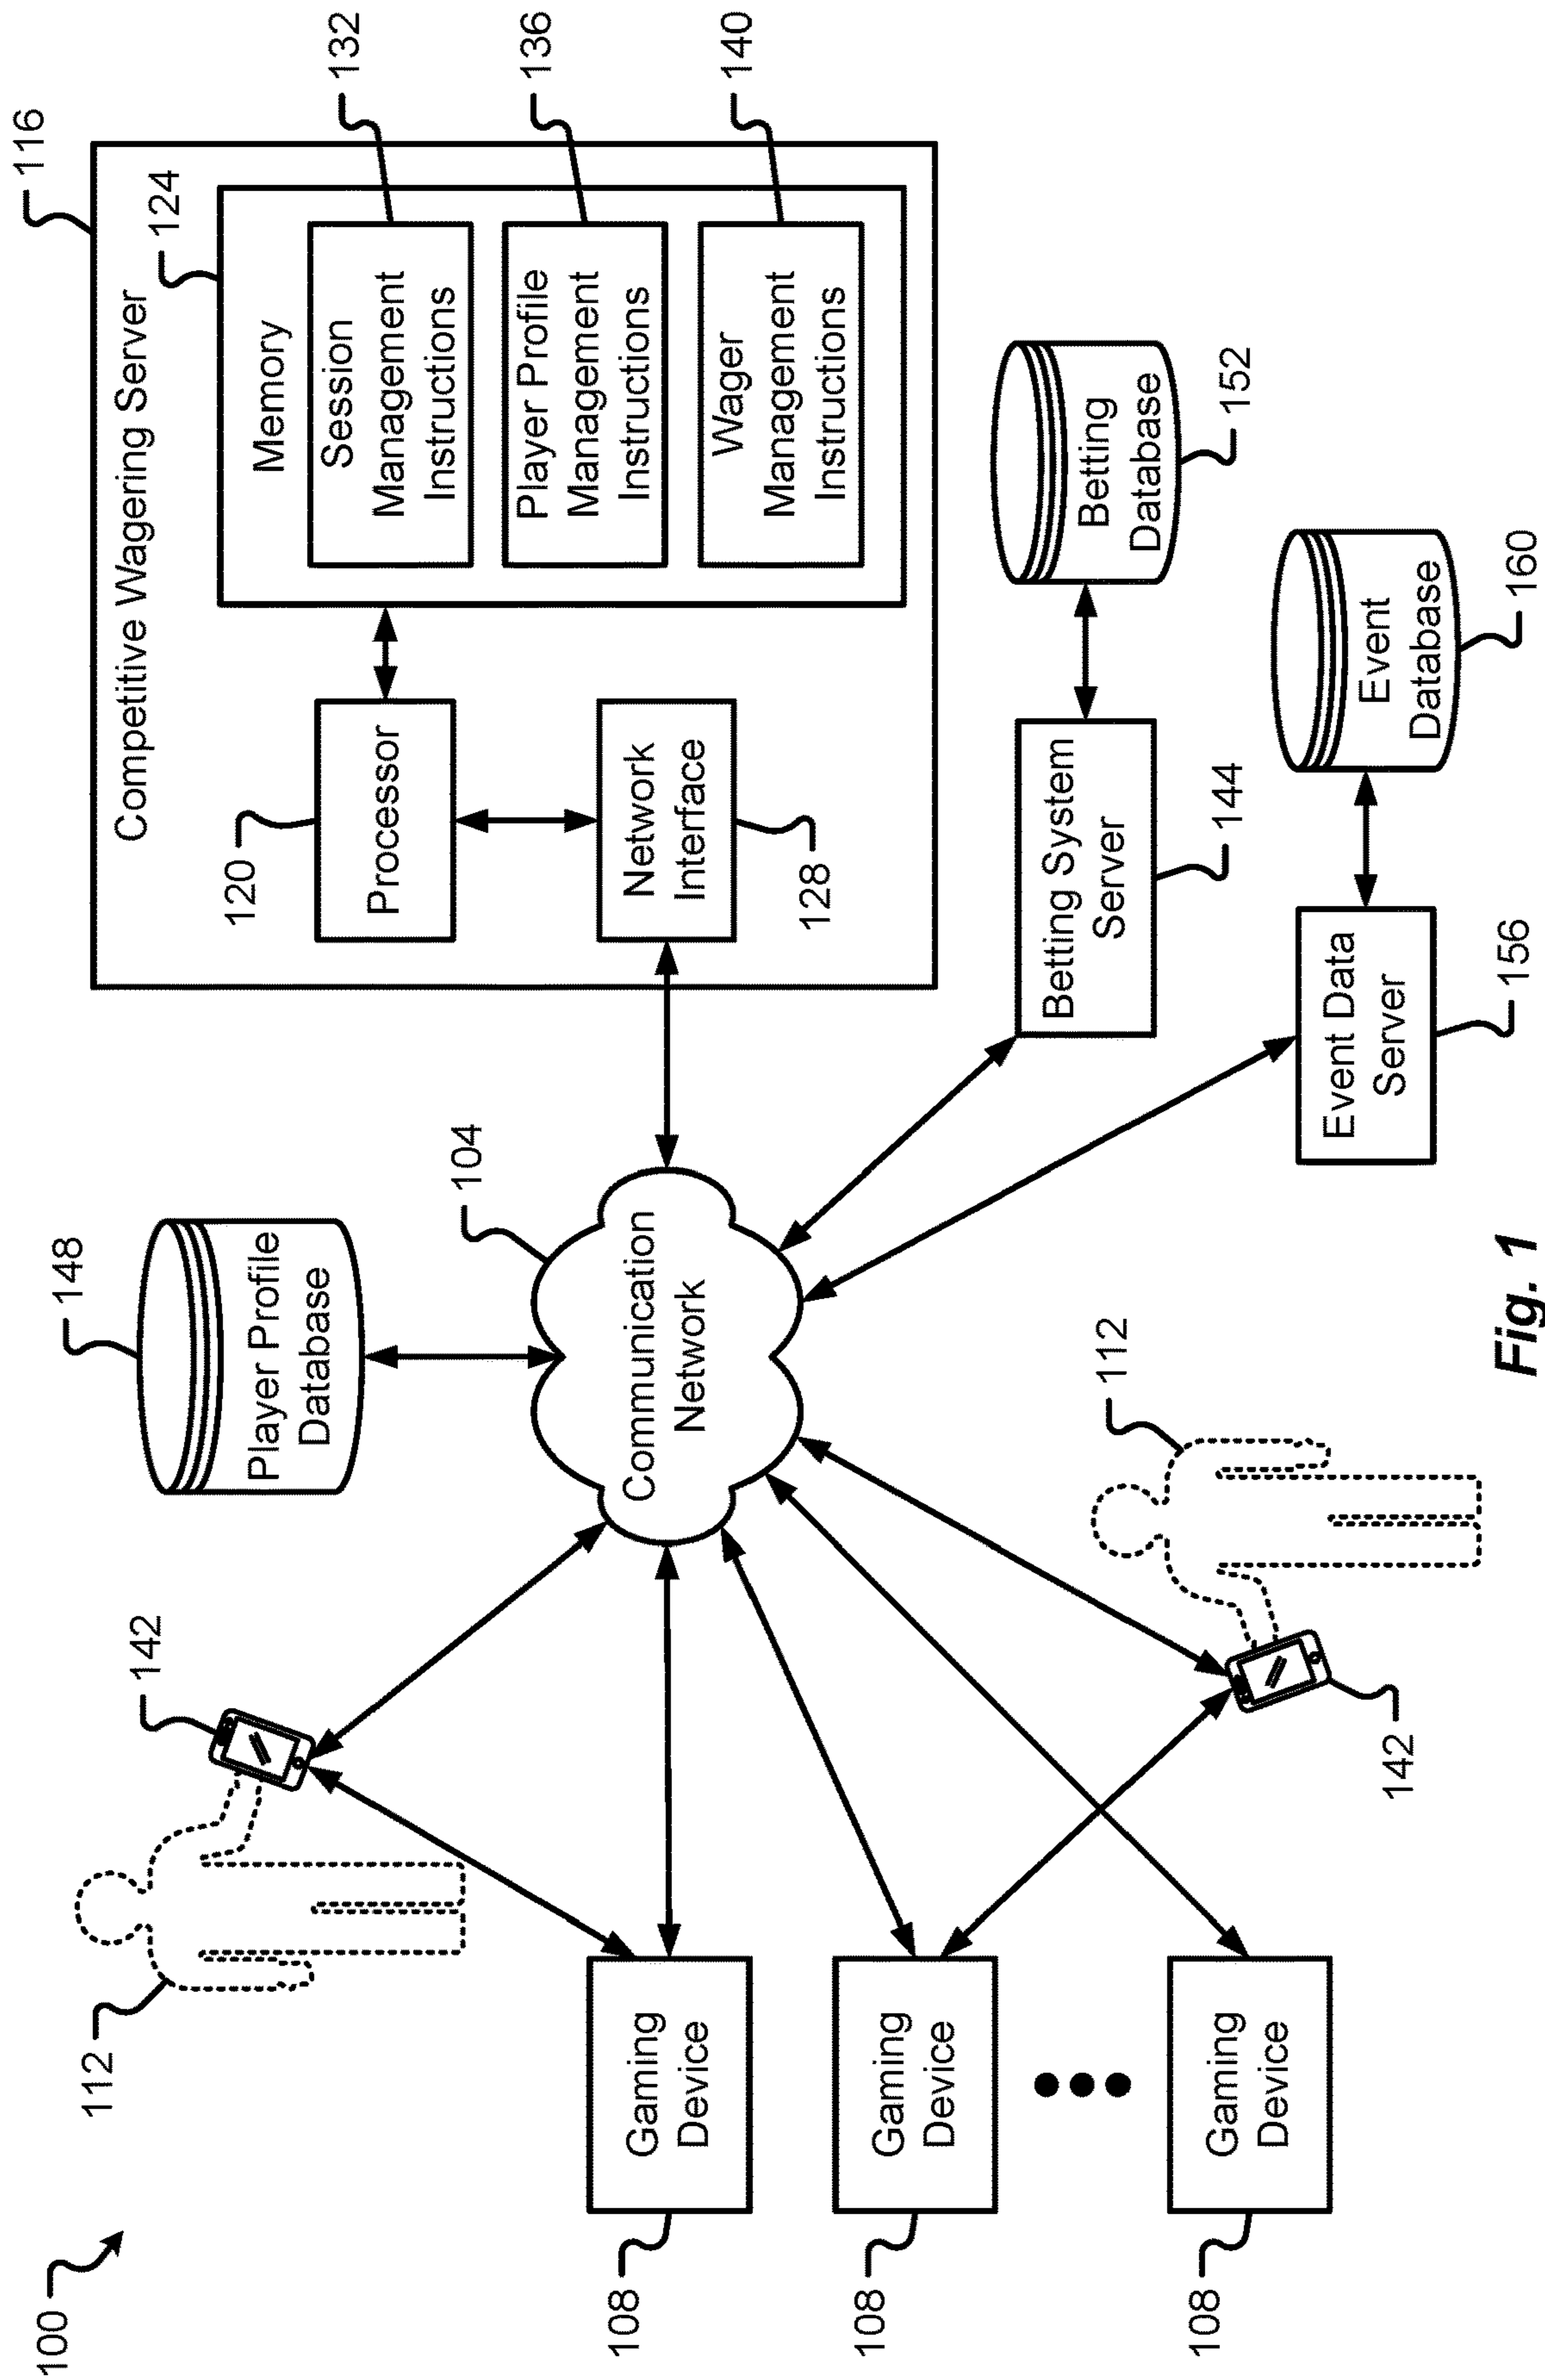 100
116
Competitive Wagering Server
124
Memory
132
Session
Management
Instructions
136
Player Profile
Management
Instructions
140
Wager
Management
Instructions
120
Processor
Network
Interface
128
148
Player Profile
Database
104
Communication
Network
142
112
Betting
Database
152
Betting System
Server
144
Event
Database
160
Event Data
Server
156
112
142
Gaming
Device
108
Gaming
Device
108
Gaming
Device
108
Fig. 1